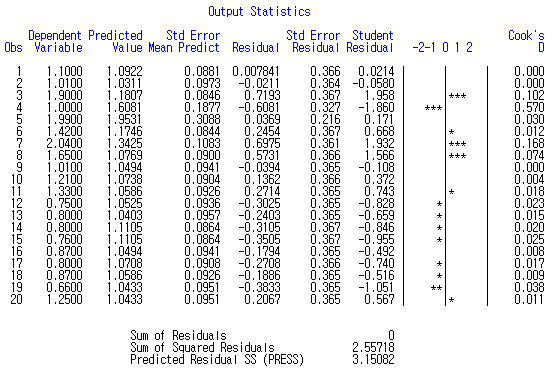 Output Statistics
Dependent Predicted Std Error Std Error Student Cook's
Obs Variable Value Mean Predict Residual Residual Residual -2-1 0 1 2 D
1 1.1000 1.0922 0.0881 0.007841 0.366 0.0214 | | | 0.000
2 1.0100 1.0311 0.0973 -0.0211 0.364 -0.0580 | | | 0.000
3 1.9000 1.1807 0.0846 0.7193 0.367 1.958 | |*** | 0.102
4 1.0000 1.6081 0.1877 -0.6081 0.327 -1.860 | ***| | 0.570
5 1.9900 1.9531 0.3088 0.0369 0.216 0.171 | | | 0.030
6 1.4200 1.1746 0.0844 0.2454 0.367 0.668 | |* | 0.012
7 2.0400 1.3425 0.1083 0.6975 0.361 1.932 | |*** | 0.168
8 1.6500 1.0769 0.0900 0.5731 0.366 1.566 | |*** | 0.074
9 1.0100 1.0494 0.0941 -0.0394 0.365 -0.108 | | | 0.000
10 1.2100 1.0738 0.0904 0.1362 0.366 0.372 | | | 0.004
11 1.3300 1.0586 0.0926 0.2714 0.365 0.743 | |* | 0.018
12 0.7500 1.0525 0.0936 -0.3025 0.365 -0.828 | *| | 0.023
13 0.8000 1.0403 0.0957 -0.2403 0.365 -0.659 | *| | 0.015
14 0.8000 1.1105 0.0864 -0.3105 0.367 -0.846 | *| | 0.020
15 0.7600 1.1105 0.0864 -0.3505 0.367 -0.955 | *| | 0.025
16 0.8700 1.0494 0.0941 -0.1794 0.365 -0.492 | | | 0.008
17 0.8000 1.0708 0.0908 -0.2708 0.366 -0.740 | *| | 0.017
18 0.8700 1.0586 0.0926 -0.1886 0.365 -0.516 | *| | 0.009
19 0.6600 1.0433 0.0951 -0.3833 0.365 -1.051 | **| | 0.038
20 1.2500 1.0433 0.0951 0.2067 0.365 0.567 | |* | 0.011
Sum of Residuals 0
Sum of Squared Residuals 2.55718
Predicted Residual SS (PRESS) 3.15082